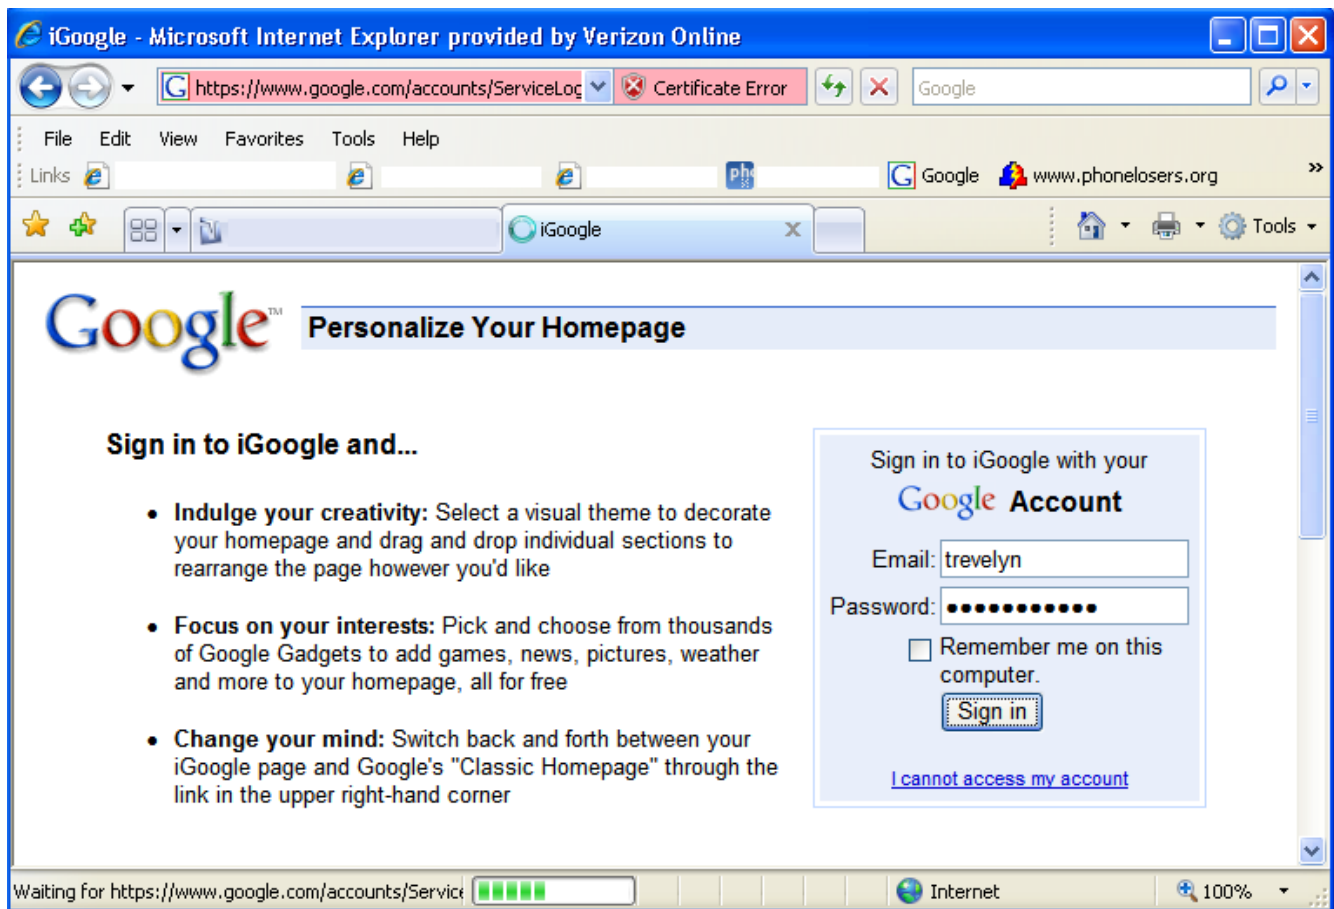 iGoogle - Microsoft Internet Explorer provided by Verizon Online
https://www.google.com/accounts/ServiceLog Certificate Error Google
File Edit View Favorites Tools Help
Links Google www.phonelosers.org »
iGoogle Tools
Google™ Personalize Your Homepage
Sign in to iGoogle and...
• Indulge your creativity: Select a visual theme to decorate
your homepage and drag and drop individual sections to
rearrange the page however you'd like
• Focus on your interests: Pick and choose from thousands
of Google Gadgets to add games, news, pictures, weather
and more to your homepage, all for free
• Change your mind: Switch back and forth between your
iGoogle page and Google's "Classic Homepage" through the
link in the upper right-hand corner
Sign in to iGoogle with your
Google Account
Email: trevelyn
Password: •••••••••••
Remember me on this
computer.
Sign in
I cannot access my account
Waiting for https://www.google.com/accounts/Service Internet 100%